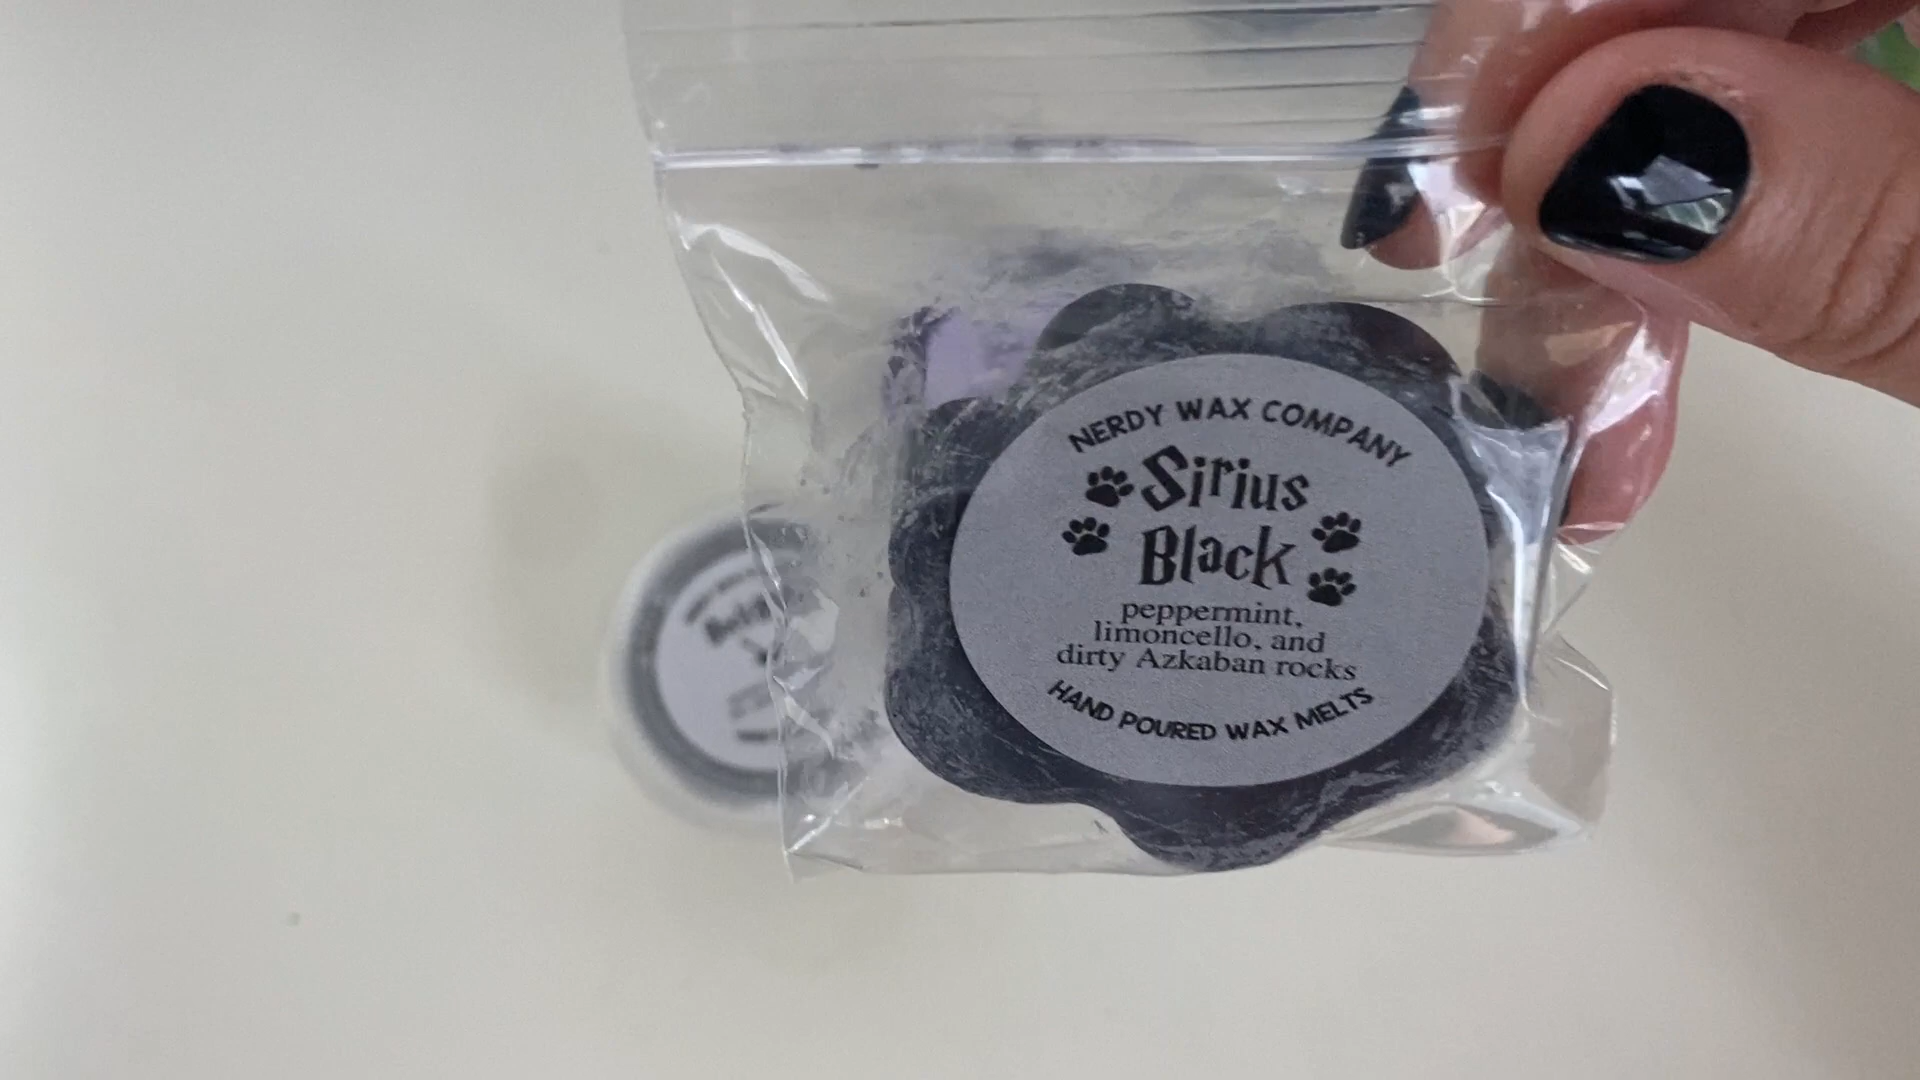 NERDY WAX COMPANY
Sirius
Black
peppermint,
limoncello, and
dirty Azkaban rocks
HAND POURED WAX MELTS